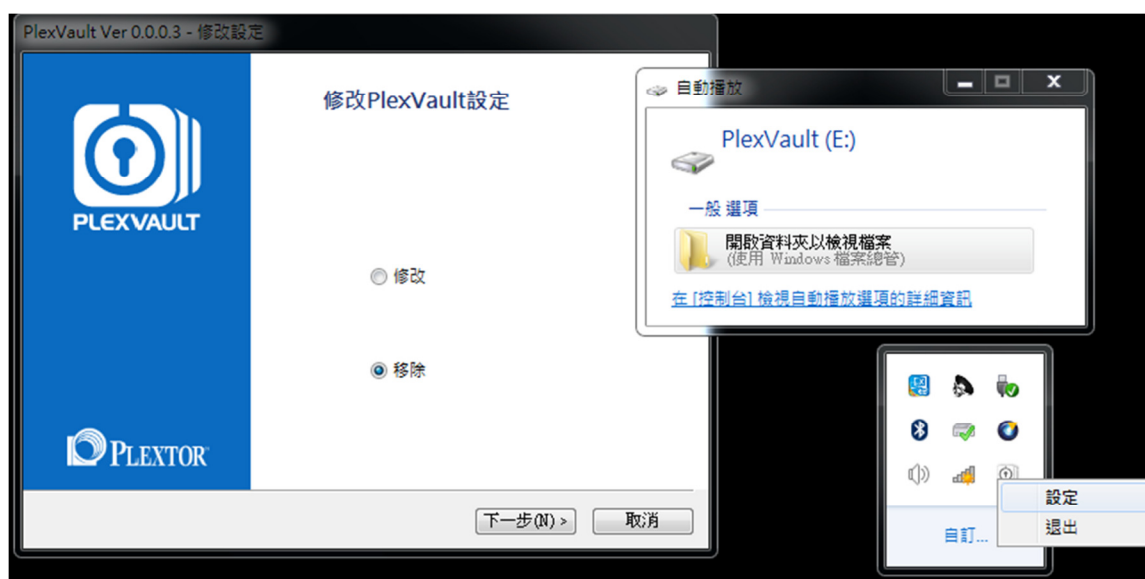 PlexVault Ver 0.0.0.3 - 修改設定
PLEXVAULT
PLEXTOR
修改PlexVault設定
修改
移除
下一步(N) >
取消
自動播放
PlexVault (E:)
一般 選項
開啟資料夾以檢視檔案
(使用 Windows 檔案總管)
在 [控制台] 檢視自動播放選項的詳細資訊
自訂...
設定
退出